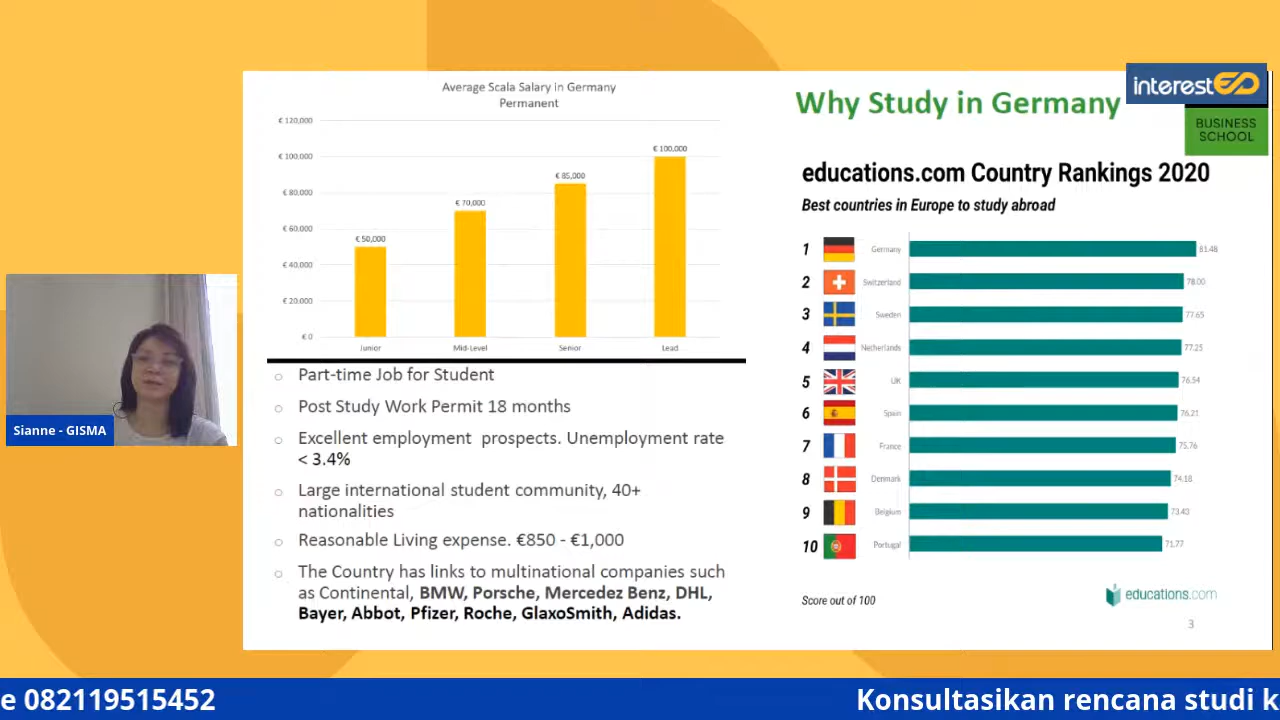 Average Scala Salary in Germany
Permanent
€ 120,000
€ 100,000
€ 80,000
€ 60,000
€ 40,000
€ 20,000
€ 0
€ 50,000
€ 70,000
€ 85,000
€ 100,000
Junior
Mid-Level
Senior
Lead
Part-time Job for Student
Post Study Work Permit 18 months
Excellent employment prospects. Unemployment rate
< 3.4%
Large international student community, 40+
nationalities
Reasonable Living expense. €850 - €1,000
The Country has links to multinational companies such
as Continental, BMW, Porsche, Mercedez Benz, DHL,
Bayer, Abbot, Pfizer, Roche, GlaxoSmith, Adidas.
Why Study in Germany
interestED
BUSINESS
SCHOOL
educations.com Country Rankings 2020
Best countries in Europe to study abroad
1 Germany 81.48
2 Switzerland 78.00
3 Sweden 77.65
4 Netherlands 77.25
5 UK 76.54
6 Spain 76.21
7 France 75.76
8 Denmark 74.18
9 Belgium 73.43
10 Portugal 71.77
Score out of 100
educations.com
3
Sianne - GISMA
e 082119515452
Konsultasikan rencana studi k